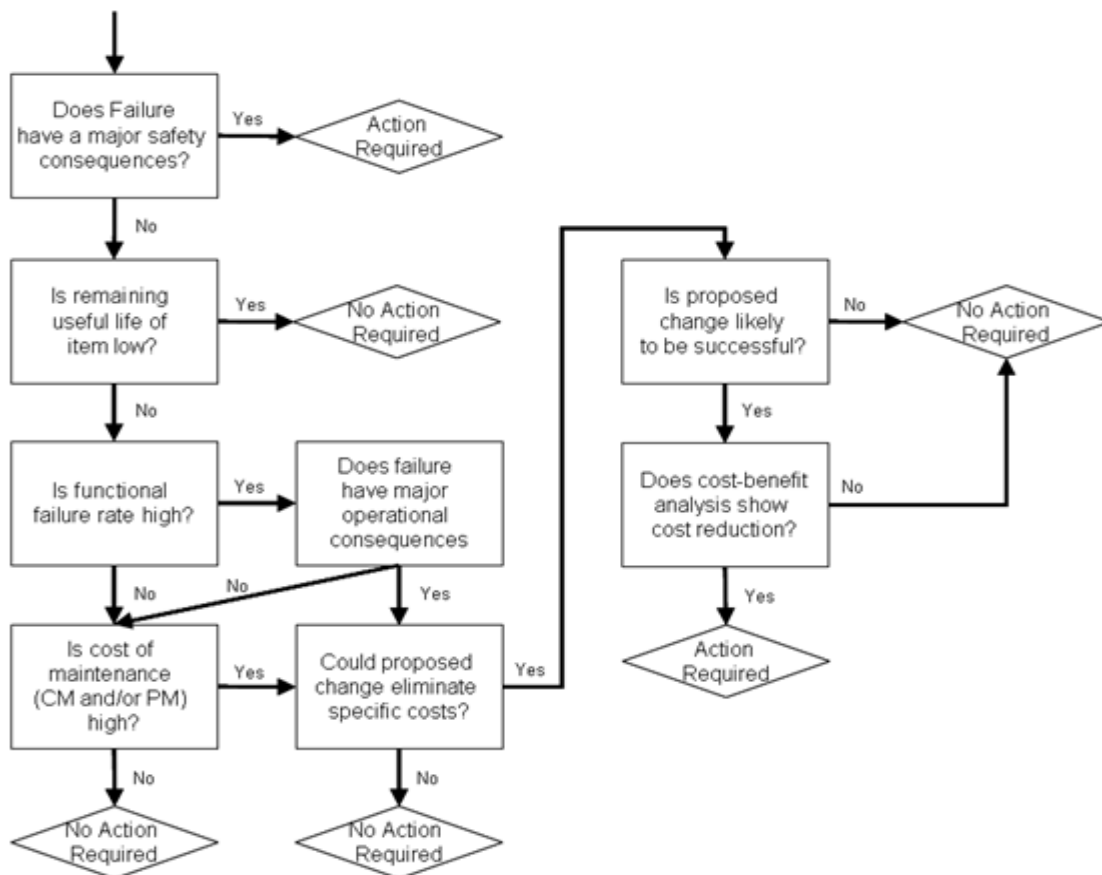 Does Failure
have a major safety
consequences?
Yes
Action
Required
No
Is remaining
useful life of
item low?
Yes
No Action
Required
No
Is functional
failure rate high?
Yes
Does failure
have major
operational
consequences
No
No
Yes
Is cost of
maintenance
(CM and/or PM)
high?
Yes
Could proposed
change eliminate
specific costs?
Yes
No
No Action
Required
No
No Action
Required
Is proposed
change likely
to be successful?
No
No Action
Required
Yes
Does cost-benefit
analysis show
cost reduction?
No
Yes
Action
Required